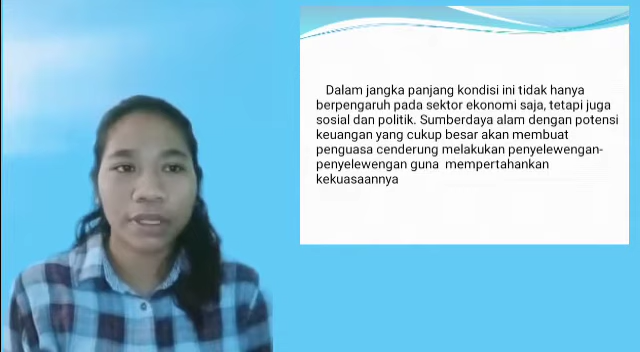 Dalam jangka panjang kondisi ini tidak hanya
berpengaruh pada sektor ekonomi saja, tetapi juga
sosial dan politik. Sumberdaya alam dengan potensi
keuangan yang cukup besar akan membuat
penguasa cenderung melakukan penyelewengan-
penyelewengan guna mempertahankan
kekuasaannya